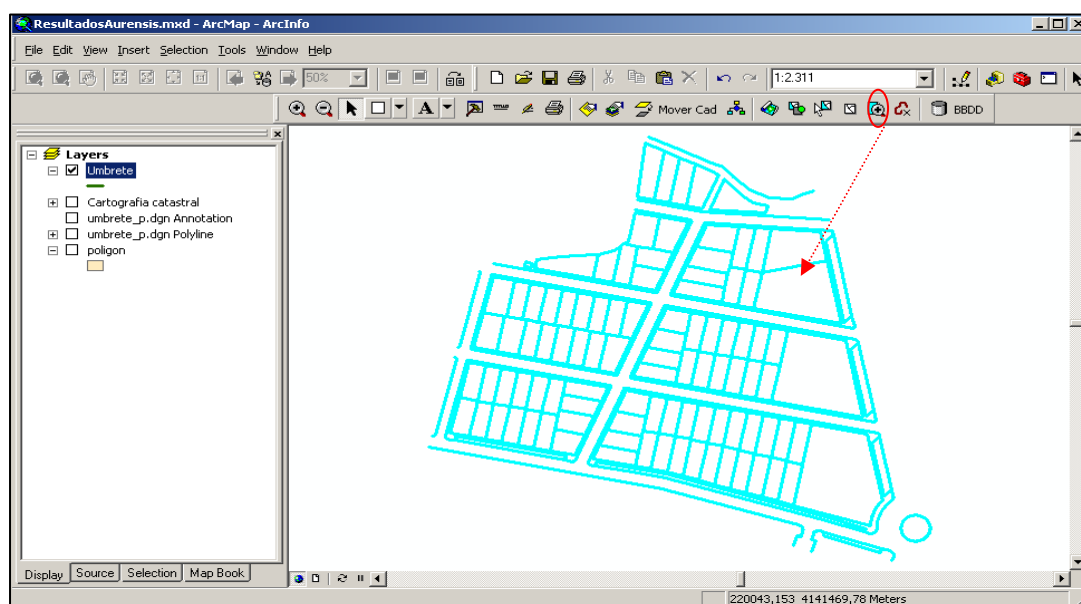 ResultadosAurensis.mxd - ArcMap - ArcInfo
File Edit View Insert Selection Tools Window Help
50%
1:2.311
A
Mover Cad
BBDD
Layers
Umbrete
Cartografia catastral
umbrete_p.dgn Annotation
umbrete_p.dgn Polyline
poligon
Display Source Selection Map Book
220043,153 4141469,78 Meters